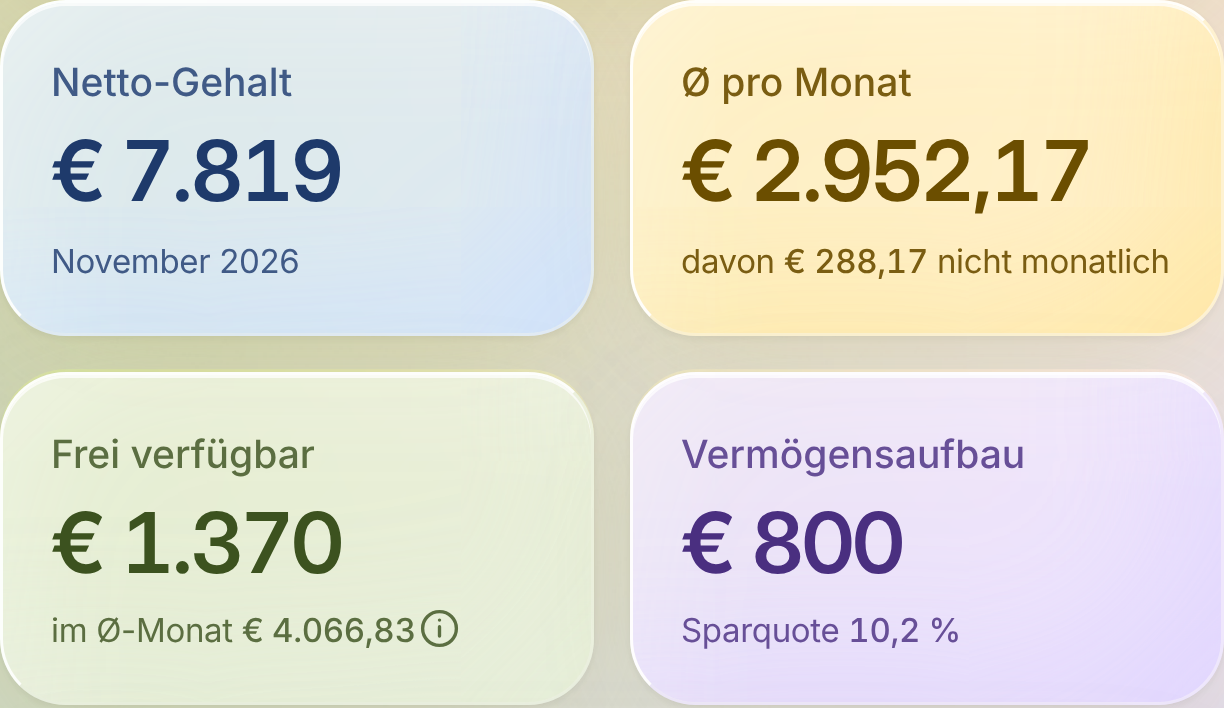 Netto-Gehalt
€ 7.819
November 2026
Ø pro Monat
€ 2.952,17
davon € 288,17 nicht monatlich
Frei verfügbar
€ 1.370
im Ø-Monat € 4.066,83
Vermögensaufbau
€ 800
Sparquote 10,2 %